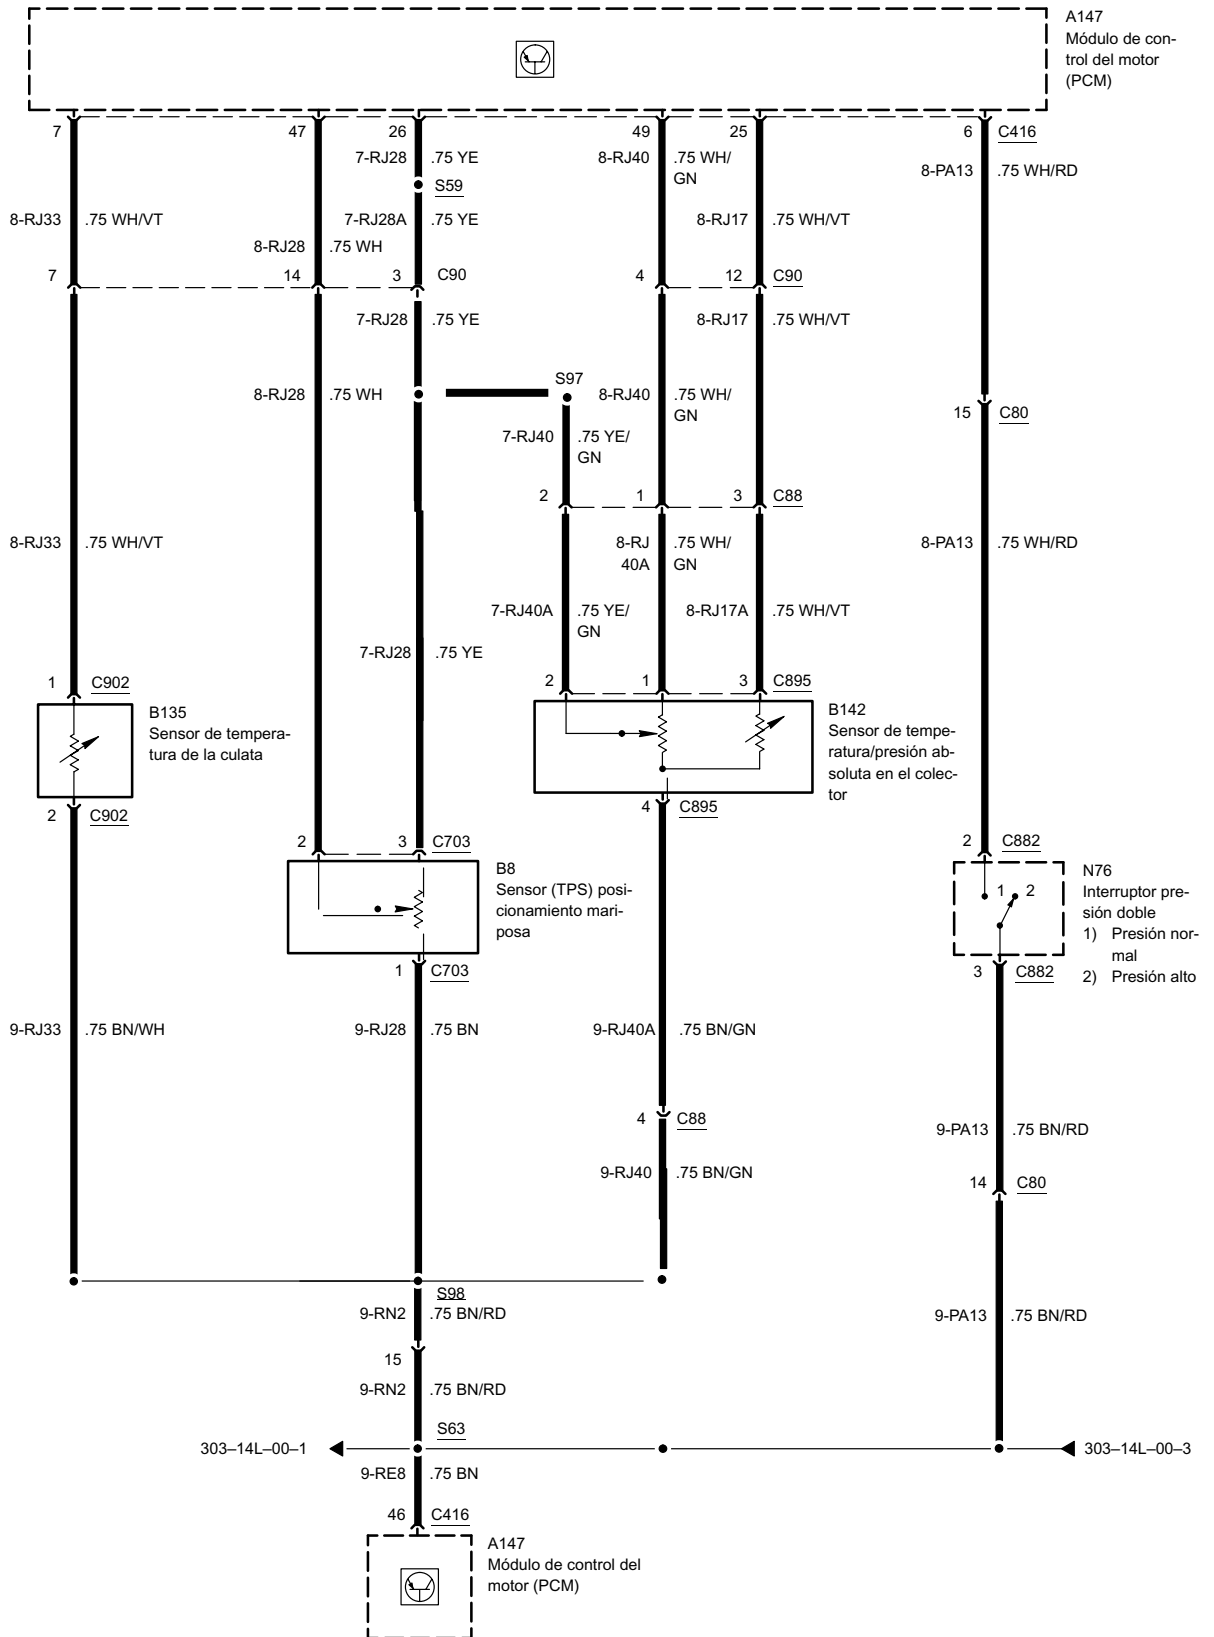 A147
Módulo de con-
trol del motor
(PCM)
7 47 26 49 25 6 C416
7-RJ28 .75 YE 8-RJ40 .75 WH/
GN
8-PA13 .75 WH/RD
S59
8-RJ33 .75 WH/VT 7-RJ28A .75 YE 8-RJ17 .75 WH/VT
8-RJ28 .75 WH
7 14 3 C90 4 12 C90
7-RJ28 .75 YE 8-RJ17 .75 WH/VT
S97
8-RJ28 .75 WH 8-RJ40 .75 WH/
GN
15 C80
7-RJ40 .75 YE/
GN
2 1 3 C88
8-RJ33 .75 WH/VT 8-RJ
40A
.75 WH/
GN
8-PA13 .75 WH/RD
7-RJ40A .75 YE/
GN
8-RJ17A .75 WH/VT
7-RJ28 .75 YE
1 C902 2 1 3 C895
B135
Sensor de tempera-
tura de la culata
B142
Sensor de tempe-
ratura/presión ab-
soluta en el colec-
tor
2 C902 4 C895
2 3 C703 2 C882
B8
Sensor (TPS) posi-
cionamiento mari-
posa
N76
Interruptor pre-
sión doble
1) Presión nor-
mal
2) Presión alto
1 2
1 C703 3 C882
9-RJ33 .75 BN/WH 9-RJ28 .75 BN 9-RJ40A .75 BN/GN
4 C88
9-PA13 .75 BN/RD
9-RJ40 .75 BN/GN
14 C80
S98
9-RN2 .75 BN/RD 9-PA13 .75 BN/RD
15
9-RN2 .75 BN/RD
S63
303–14L–00–1 303–14L–00–3
9-RE8 .75 BN
46 C416
A147
Módulo de control del
motor (PCM)